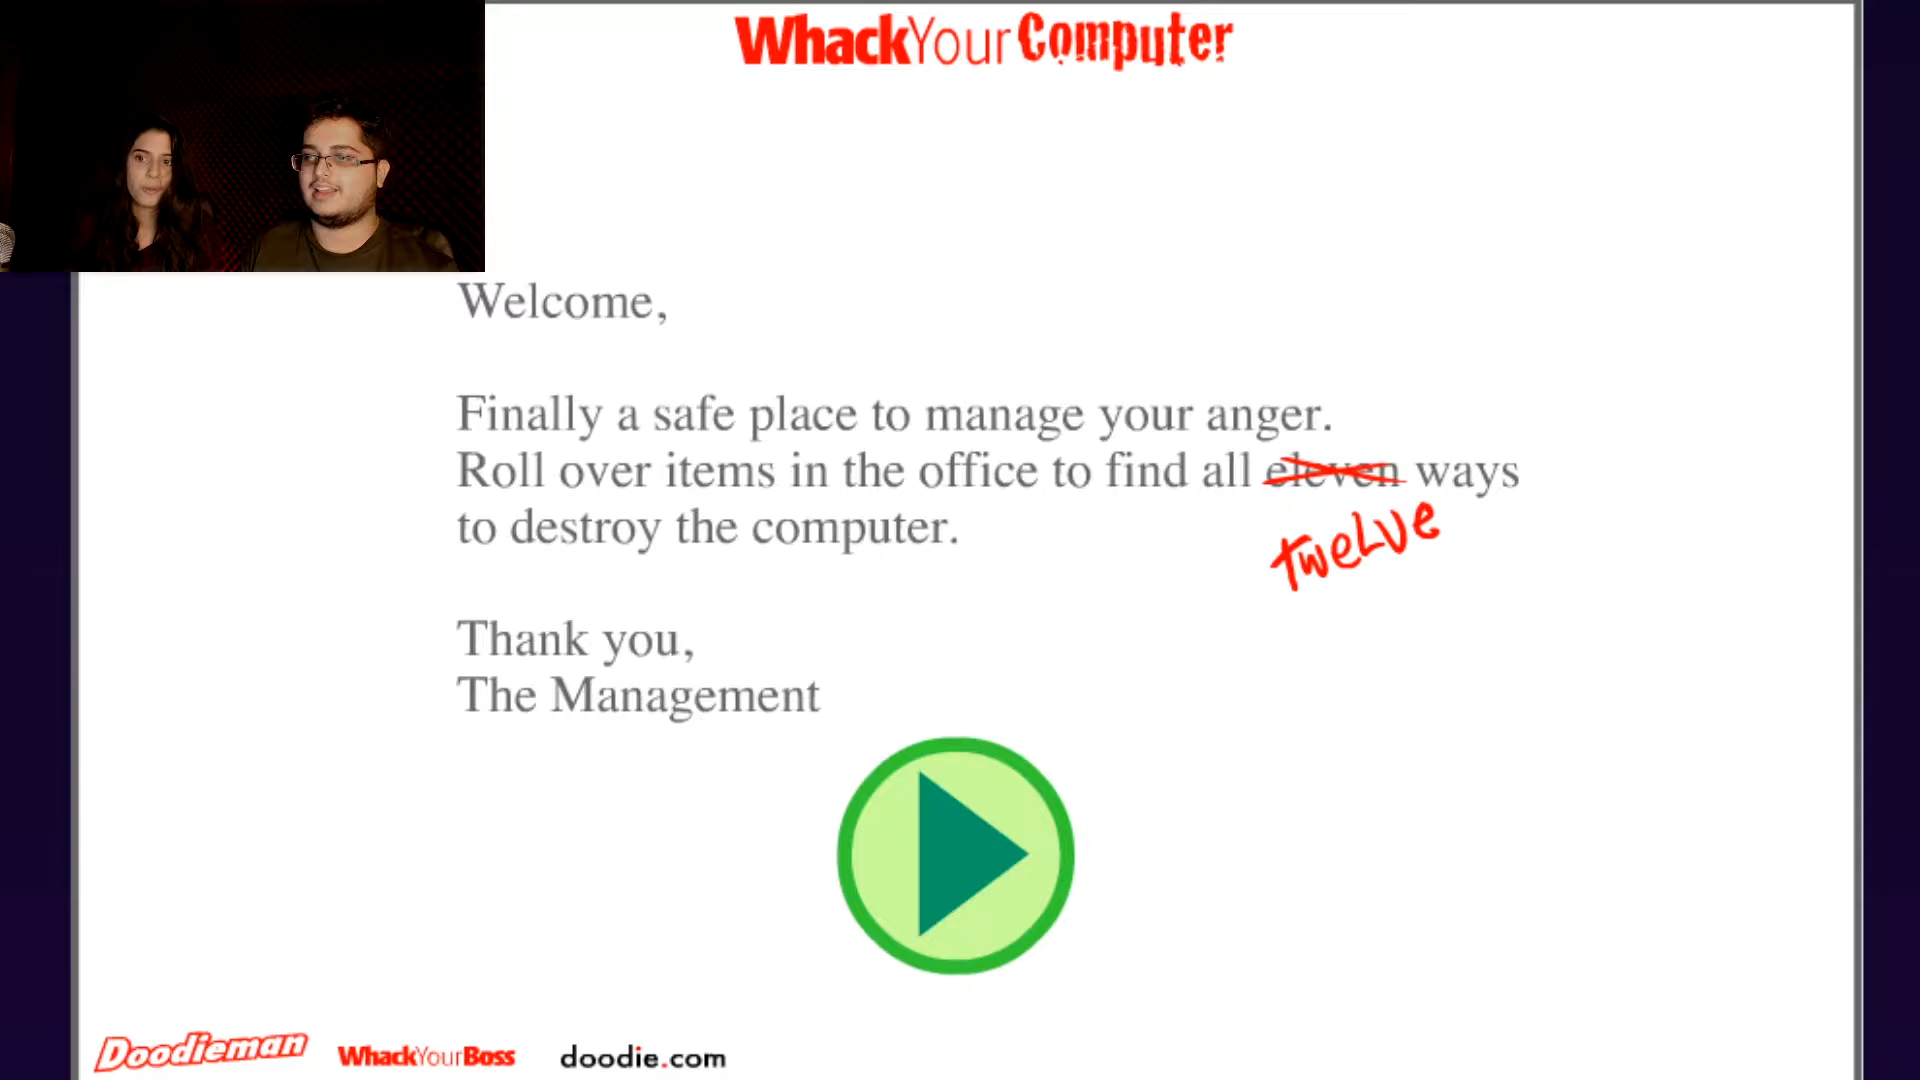 WhackYourComputer
Welcome,
Finally a safe place to manage your anger.
Roll over items in the office to find all eleven ways
twelve
to destroy the computer.
Thank you,
The Management
Doodieman WhackYourBoss doodie.com